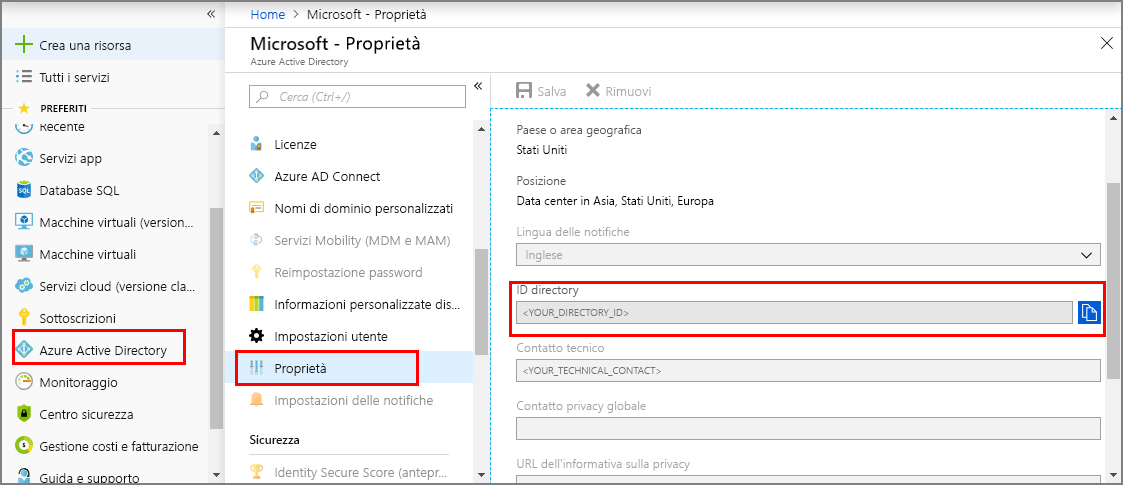 «
Crea una risorsa
Tutti i servizi
PREFERITI
Recente
Servizi app
Database SQL
Macchine virtuali (versione...
Macchine virtuali
Servizi cloud (versione cla...
Sottoscrizioni
Azure Active Directory
Monitoraggio
Centro sicurezza
Gestione costi e fatturazione
Guida e supporto
Home > Microsoft - Proprietà
Microsoft - Proprietà
Azure Active Directory
Cerca (Ctrl+/)
«
Licenze
Azure AD Connect
Nomi di dominio personalizzati
Servizi Mobility (MDM e MAM)
Reimpostazione password
Informazioni personalizzate dis...
Impostazioni utente
Proprietà
Impostazioni delle notifiche
Sicurezza
Identity Secure Score (antepr...
Salva
Rimuovi
Paese o area geografica
Stati Uniti
Posizione
Data center in Asia, Stati Uniti, Europa
Lingua delle notifiche
Inglese
ID directory
<YOUR_DIRECTORY_ID>
Contatto tecnico
<YOUR_TECHNICAL_CONTACT>
Contatto privacy globale
URL dell'informativa sulla privacy